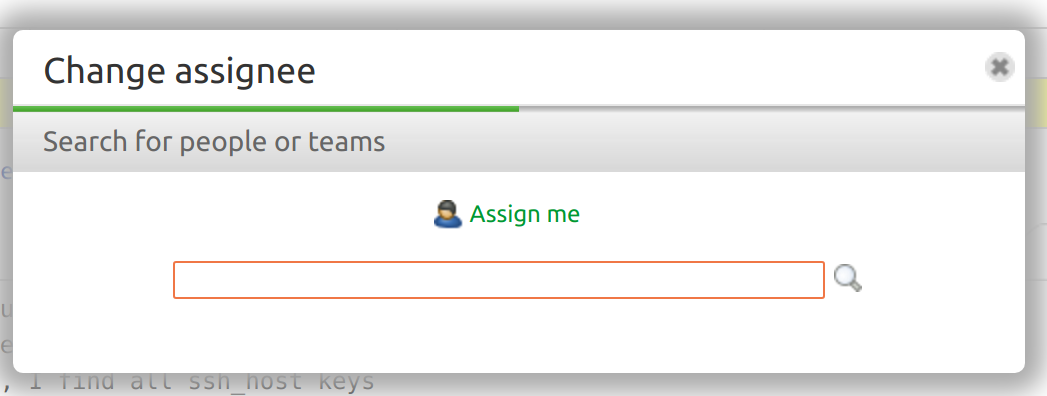 Change assignee
Search for people or teams
Assign me
e
u
e
, I find all ssh_host keys